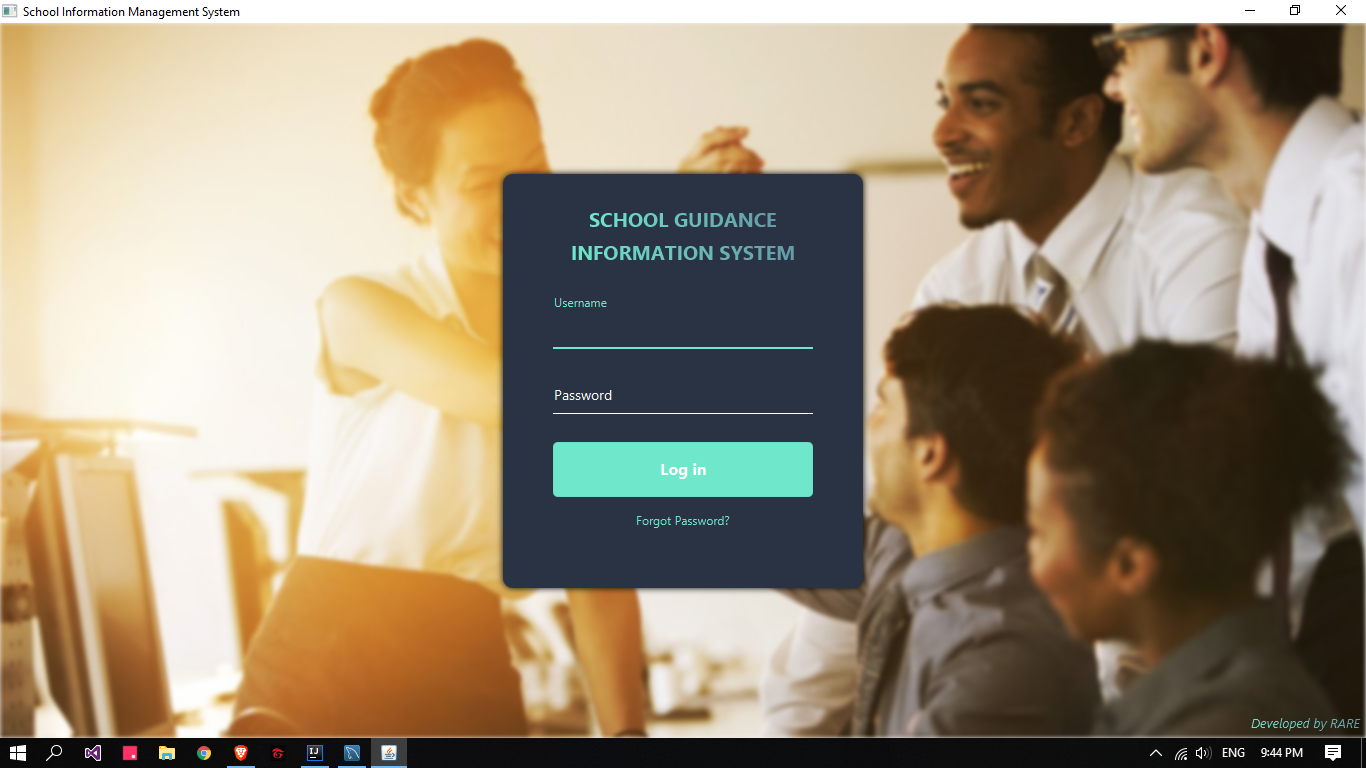 School Information Management System
SCHOOL GUIDANCE
INFORMATION SYSTEM
Username
Password
Log in
Forgot Password?
Developed by RARE
IJ
ENG
9:44 PM